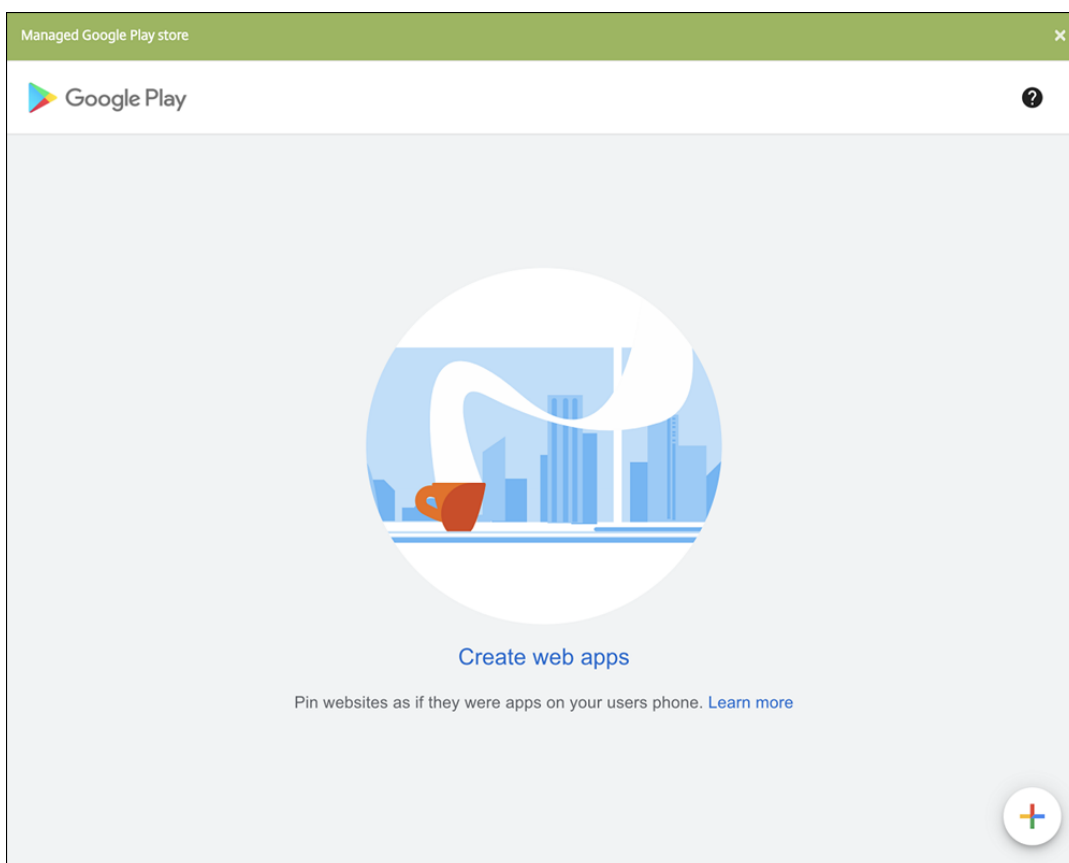 Managed Google Play store
Google Play
Create web apps
Pin websites as if they were apps on your users phone. Learn more